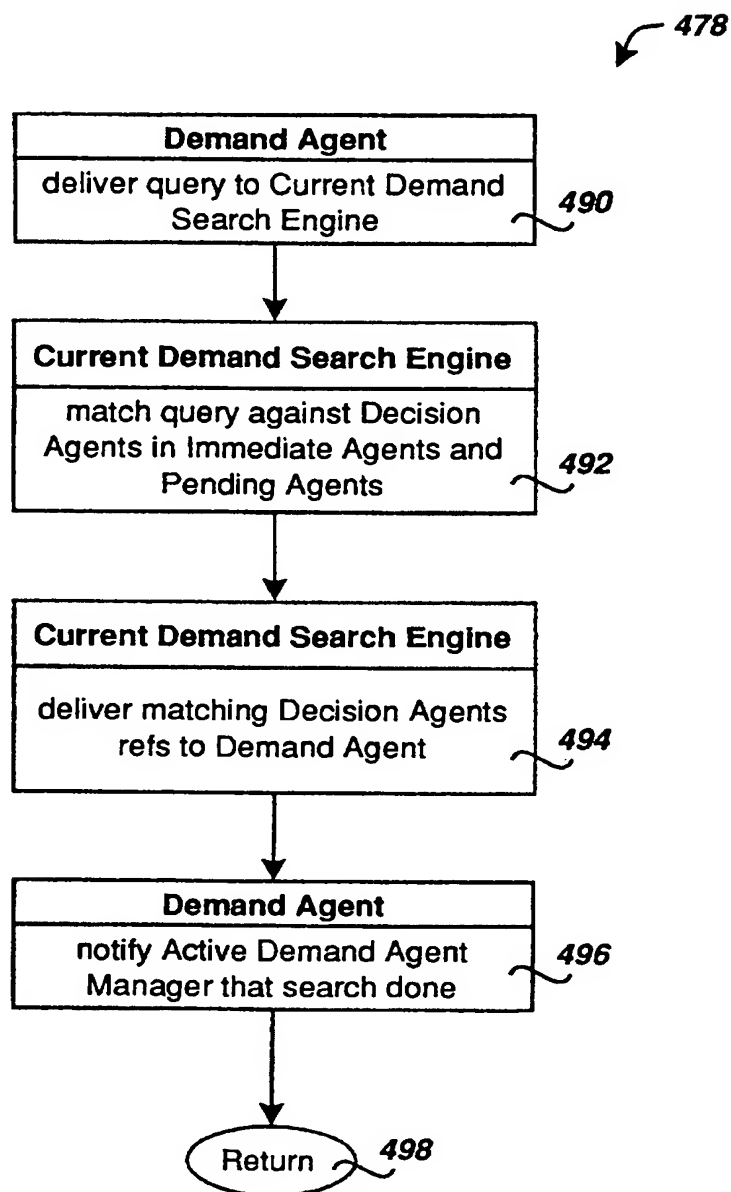 478
Demand Agent
deliver query to Current Demand
Search Engine
490
Current Demand Search Engine
match query against Decision
Agents in Immediate Agents and
Pending Agents
492
Current Demand Search Engine
deliver matching Decision Agents
refs to Demand Agent
494
Demand Agent
notify Active Demand Agent
Manager that search done
496
Return
498